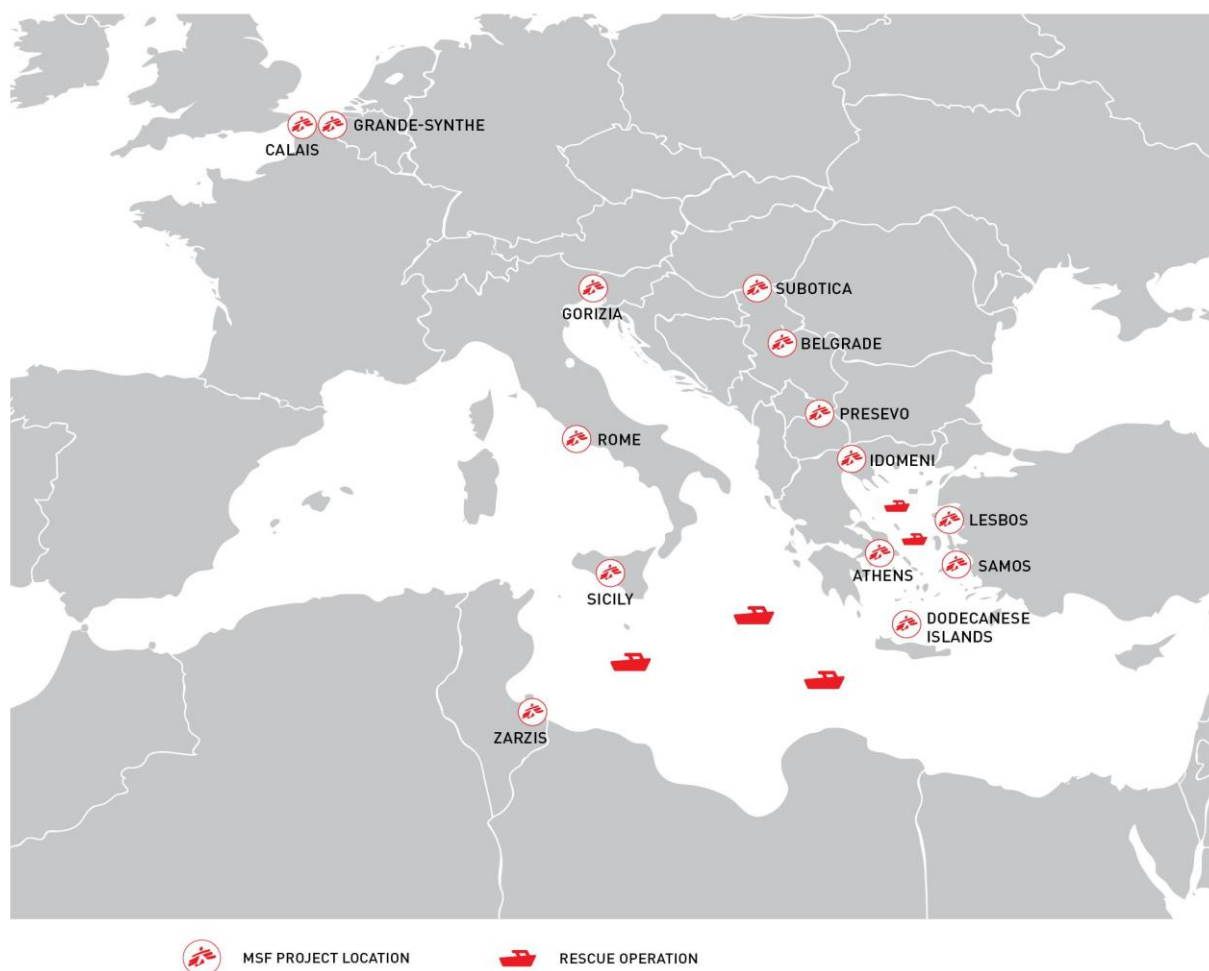 GRANDE-SYNTHE
CALAIS
SUBOTICA
GORIZIA
BELGRADE
PRESEVO
ROME
IDOMENI
LESBOS
ATHENS
SAMOS
SICILY
DODECANESE
ISLANDS
ZARZIS
MSF PROJECT LOCATION
RESCUE OPERATION